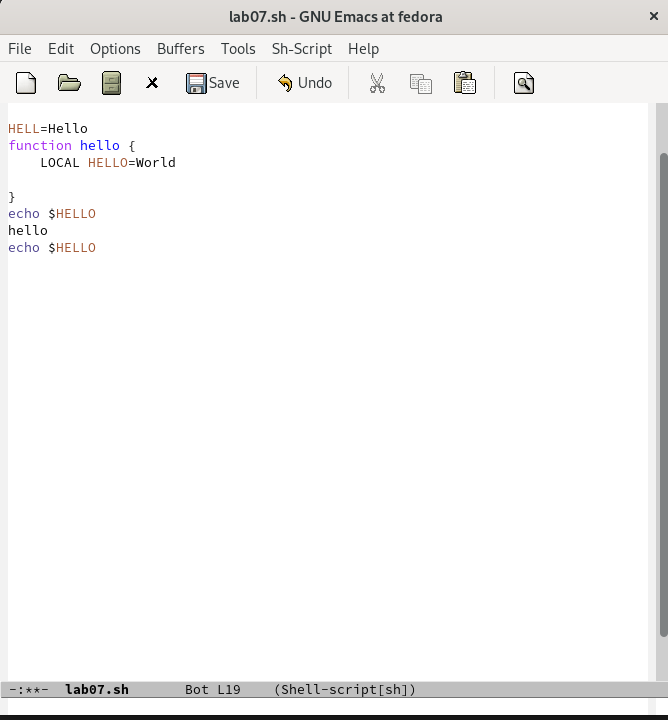 lab07.sh - GNU Emacs at fedora
File Edit Options Buffers Tools Sh-Script Help
Save Undo
HELL=Hello
function hello {
    LOCAL HELLO=World
}
echo $HELLO
hello
echo $HELLO
-:**-  lab07.sh       Bot L19    (Shell-script[sh])